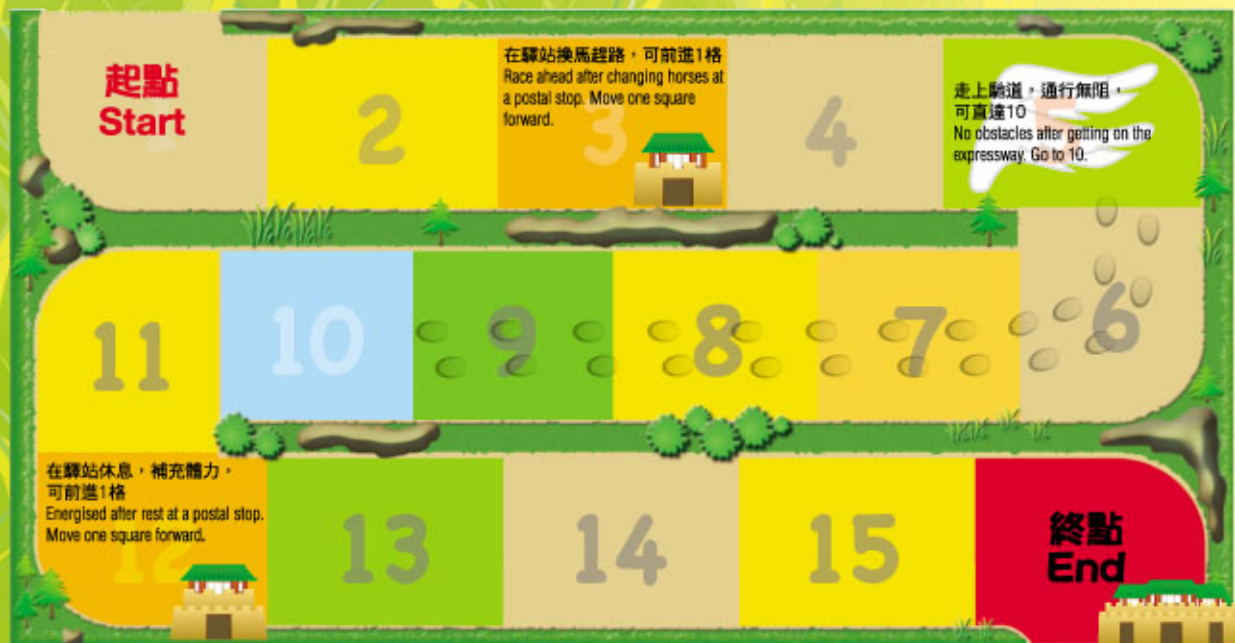 起點
Start
1
2
在驛站換馬趕路，可前進1格
Race ahead after changing horses at
a postal stop. Move one square
forward.
3
4
走上馳道，通行無阻，
可直達10
No obstacles after getting on the
expressway. Go to 10.
5
6
7
8
9
10
11
在驛站休息，補充體力，
可前進1格
Energised after rest at a postal stop.
Move one square forward.
12
13
14
15
終點
End